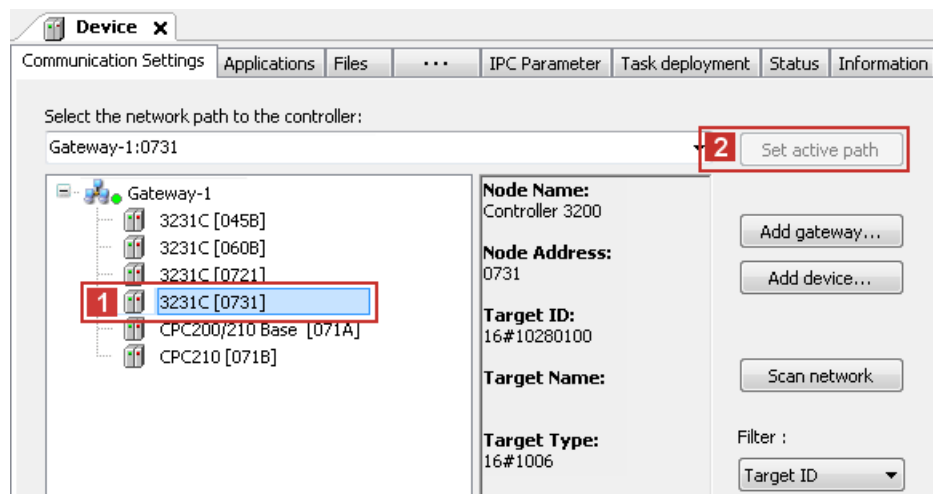 Device
Communication Settings Applications Files ... IPC Parameter Task deployment Status Information
Select the network path to the controller:
Gateway-1:0731
2 Set active path
Gateway-1
3231C [045B]
3231C [060B]
3231C [0721]
1 3231C [0731]
CPC200/210 Base [071A]
CPC210 [071B]
Node Name:
Controller 3200
Node Address:
0731
Target ID:
16#10280100
Target Name:
Target Type:
16#1006
Add gateway...
Add device...
Scan network
Filter :
Target ID